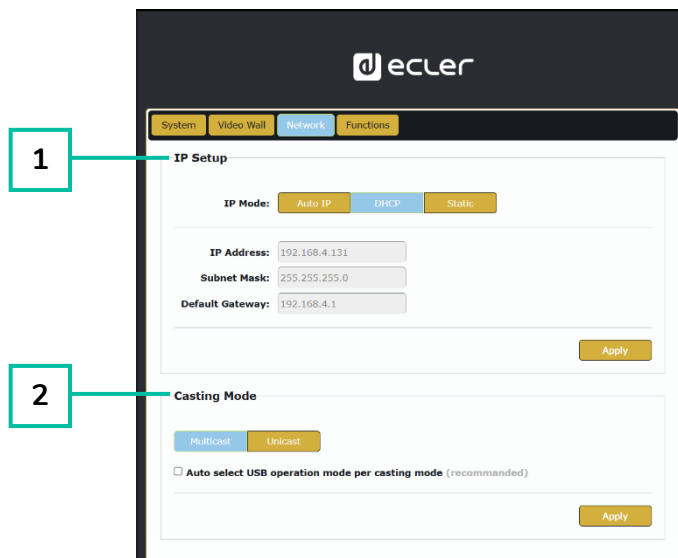 ecler
System Video Wall Network Functions
1
IP Setup
IP Mode: Auto IP DHCP Static
IP Address: 192.168.4.131
Subnet Mask: 255.255.255.0
Default Gateway: 192.168.4.1
Apply
2
Casting Mode
Multicast Unicast
Auto select USB operation mode per casting mode (recommanded)
Apply